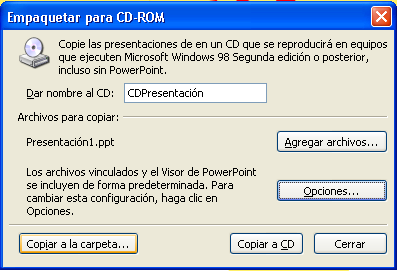 Empaquetar para CD-ROM
Copie las presentaciones de en un CD que se reproducirá en equipos
que ejecuten Microsoft Windows 98 Segunda edición o posterior,
incluso sin PowerPoint.
Dar nombre al CD: CDPresentación
Archivos para copiar:
Presentación1.ppt
Agregar archivos...
Los archivos vinculados y el Visor de PowerPoint
se incluyen de forma predeterminada. Para
cambiar esta configuración, haga clic en
Opciones.
Opciones...
Copiar a la carpeta... Copiar a CD Cerrar